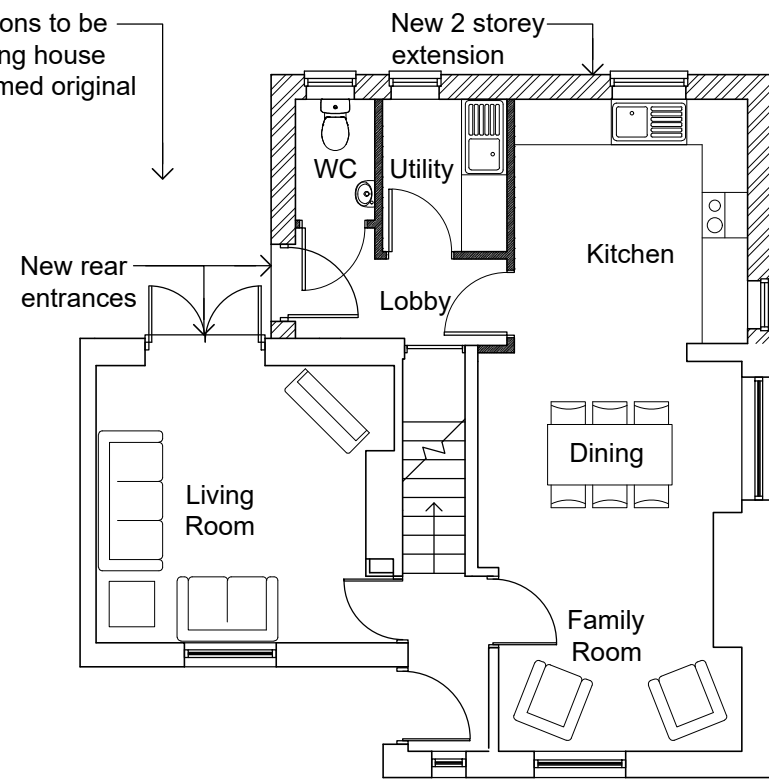 ons to be
ng house
med original
New 2 storey
extension
WC
Utility
Kitchen
New rear
entrances
Lobby
Dining
Living
Room
Family
Room